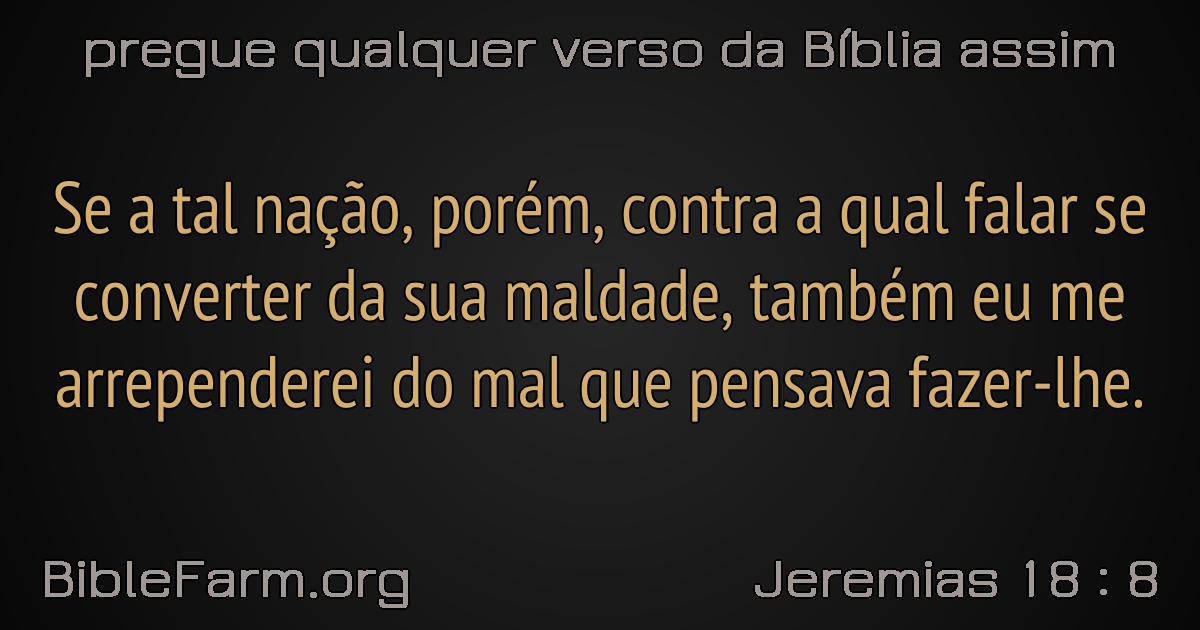 pregue qualquer verso da Bíblia assim
Se a tal nação, porém, contra a qual falar se
converter da sua maldade, também eu me
arrependerei do mal que pensava fazer-lhe.
BibleFarm.org
Jeremias 18 : 8